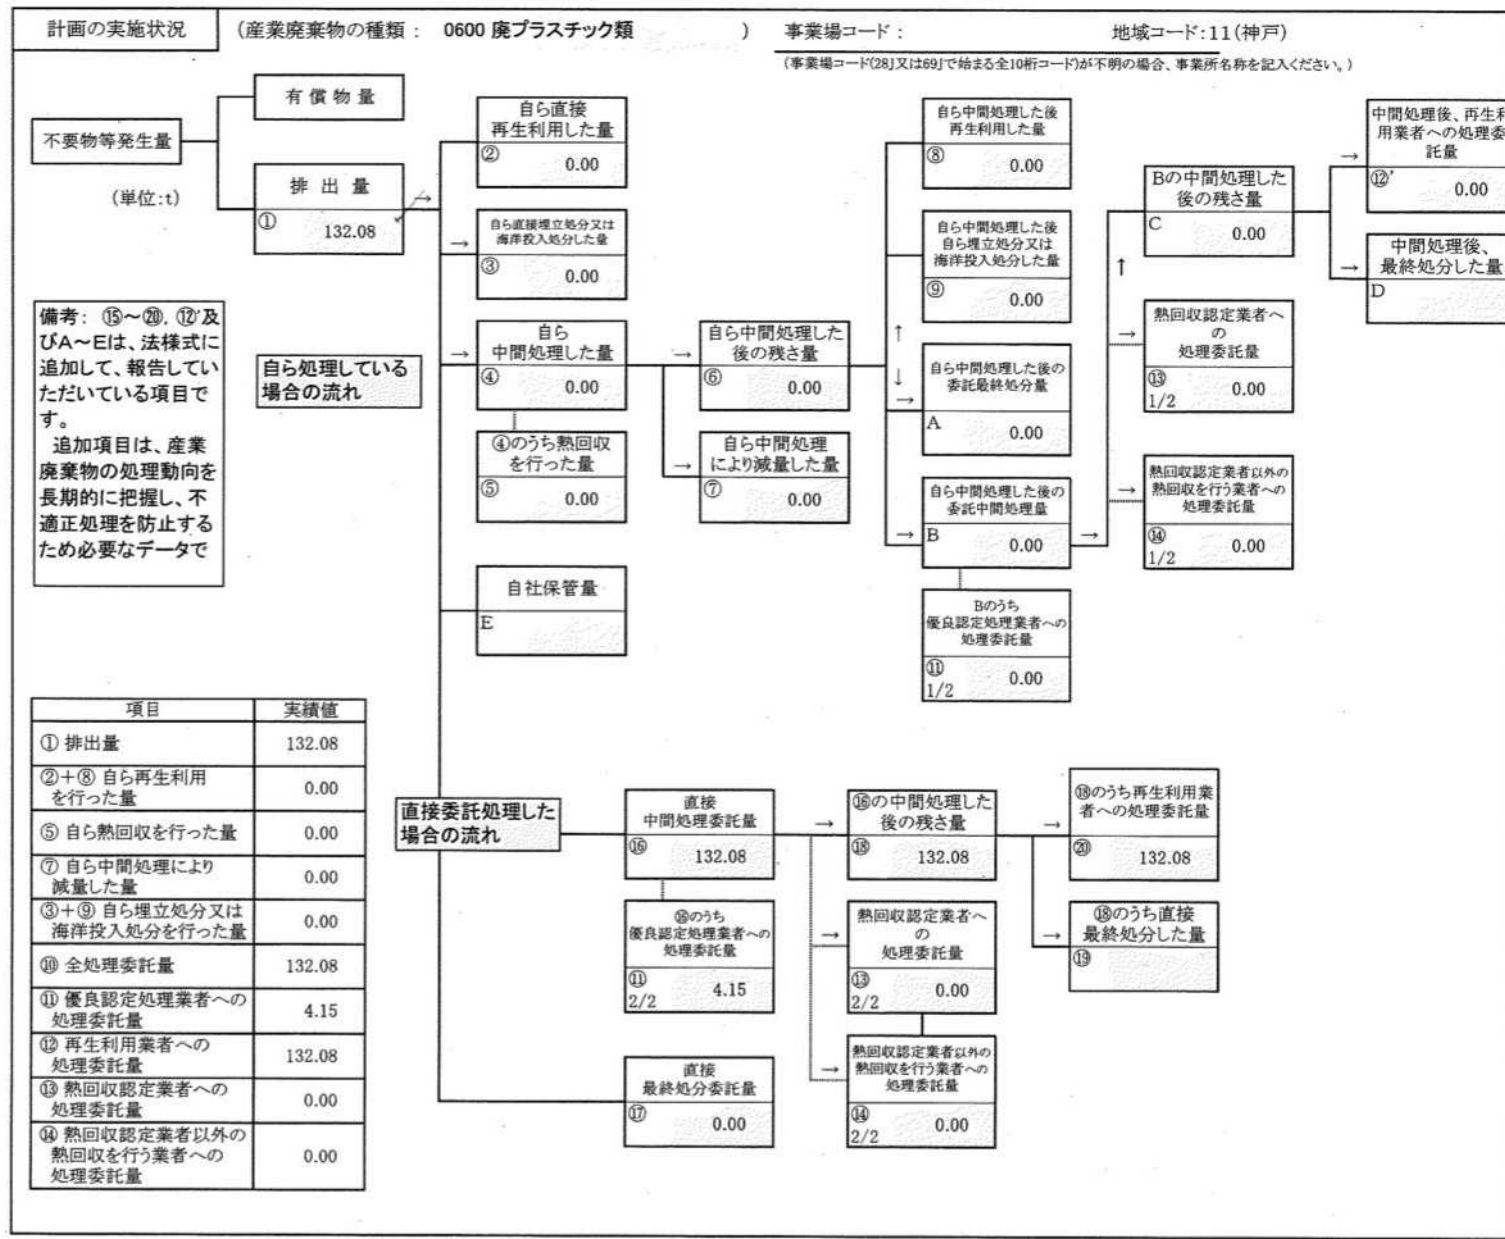 計画の実施状況
(産業廃棄物の種類： 0600 廃プラスチック類 )
事業場コード：
地域コード：11(神戸)
(事業場コード(「28」又は「69」で始まる全10桁コード)が不明の場合、事業所名称を記入ください。)
不要物等発生量
(単位:t)
有償物量
排出量
① 132.08
→
自ら直接
再生利用した量
② 0.00
→
自ら直接埋立処分又は
海洋投入処分した量
③ 0.00
→
自ら
中間処理した量
④ 0.00
④のうち熱回収
を行った量
⑤ 0.00
→
自ら中間処理した
後の残さ量
⑥ 0.00
→
自ら中間処理
により減量した量
⑦ 0.00
自ら中間処理した後
再生利用した量
⑧ 0.00
自ら中間処理した後
自ら埋立処分又は
海洋投入処分した量
⑨ 0.00
↑
↓
→
自ら中間処理した後の
委託最終処分量
A 0.00
→
自ら中間処理した後の
委託中間処理量
B 0.00
→
Bのうち
優良認定処理業者への
処理委託量
⑪
1/2 0.00
↑
Bの中間処理した
後の残さ量
C 0.00
→
熱回収認定業者へ
の
処理委託量
⑬
1/2 0.00
→
熱回収認定業者以外の
熱回収を行う業者への
処理委託量
⑭
1/2 0.00
→
中間処理後、再生利
用業者への処理委
託量
⑫' 0.00
→
中間処理後、
最終処分した量
D
備考： ⑮～⑳, ⑫'及
びA～Eは、法様式に
追加して、報告してい
ただいている項目で
す。
追加項目は、産業
廃棄物の処理動向を
長期的に把握し、不
適正処理を防止する
ため必要なデータで
自ら処理している
場合の流れ
自社保管量
E
項目 実績値
① 排出量 132.08
②＋⑧ 自ら再生利用
を行った量 0.00
⑤ 自ら熱回収を行った量 0.00
⑦ 自ら中間処理により
減量した量 0.00
③＋⑨ 自ら埋立処分又は
海洋投入処分を行った量 0.00
⑩ 全処理委託量 132.08
⑪ 優良認定処理業者への
処理委託量 4.15
⑫ 再生利用業者への
処理委託量 132.08
⑬ 熱回収認定業者への
処理委託量 0.00
⑭ 熱回収認定業者以外の
熱回収を行う業者への
処理委託量 0.00
直接委託処理した
場合の流れ
直接
中間処理委託量
⑯ 132.08
⑯のうち
優良認定処理業者への
処理委託量
⑪
2/2 4.15
直接
最終処分委託量
⑰ 0.00
→
⑯の中間処理した
後の残さ量
⑱ 132.08
→
熱回収認定業者へ
の
処理委託量
⑬
2/2 0.00
→
熱回収認定業者以外の
熱回収を行う業者への
処理委託量
⑭
2/2 0.00
→
⑱のうち再生利用業
者への処理委託量
⑳ 132.08
→
⑱のうち直接
最終処分した量
⑲